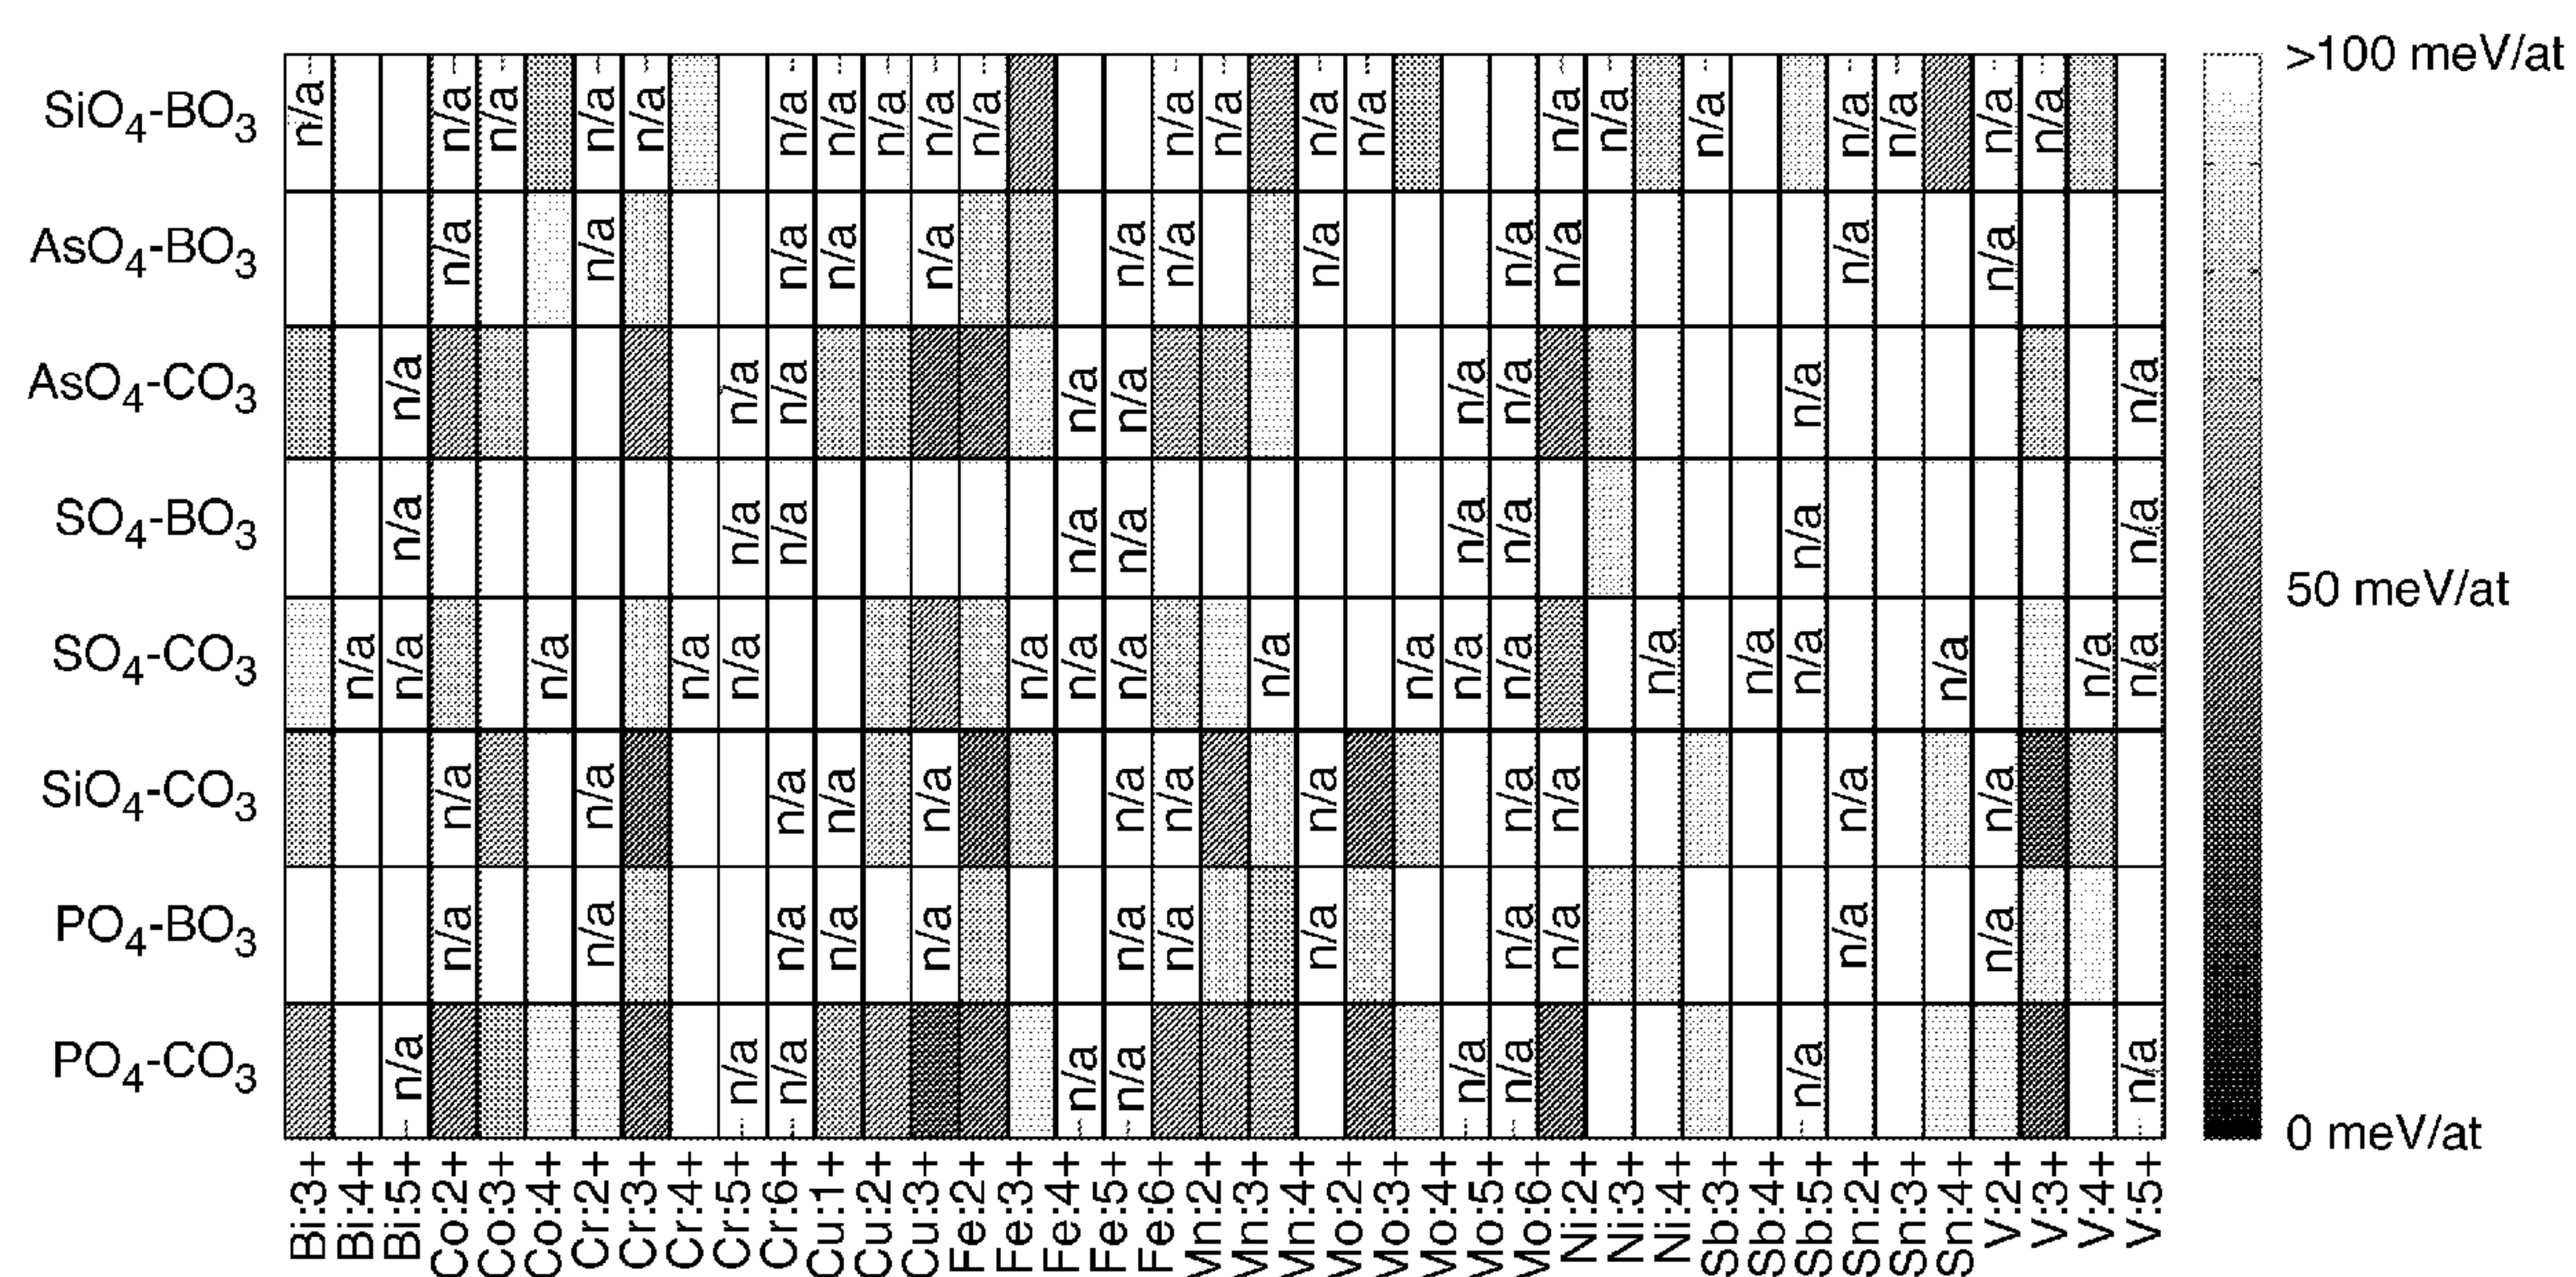 >100 meV/at
SiO₄-BO₃ n/a n/a n/a n/a n/a n/a n/a n/a n/a n/a n/a n/a n/a n/a n/a n/a n/a n/a n/a n/a n/a
AsO₄-BO₃ n/a n/a n/a n/a n/a n/a n/a n/a n/a n/a n/a n/a
AsO₄-CO₃ n/a n/a n/a n/a n/a n/a n/a n/a n/a
SO₄-BO₃ n/a n/a n/a n/a n/a n/a n/a n/a n/a
50 meV/at
SO₄-CO₃ n/a n/a n/a n/a n/a n/a n/a n/a n/a n/a n/a n/a n/a n/a n/a n/a n/a n/a
SiO₄-CO₃ n/a n/a n/a n/a n/a n/a n/a n/a n/a n/a n/a n/a
PO₄-BO₃ n/a n/a n/a n/a n/a n/a n/a n/a n/a n/a n/a n/a
PO₄-CO₃ n/a n/a n/a n/a n/a n/a n/a n/a n/a
0 meV/at
Bi:3+
Bi:4+
Bi:5+
Co:2+
Co:3+
Co:4+
Cr:2+
Cr:3+
Cr:4+
Cr:5+
Cr:6+
Cu:1+
Cu:2+
Cu:3+
Fe:2+
Fe:3+
Fe:4+
Fe:5+
Fe:6+
Mn:2+
Mn:3+
Mn:4+
Mo:2+
Mo:3+
Mo:4+
Mo:5+
Mo:6+
Ni:2+
Ni:3+
Ni:4+
Sb:3+
Sb:4+
Sb:5+
Sn:2+
Sn:3+
Sn:4+
V:2+
V:3+
V:4+
V:5+